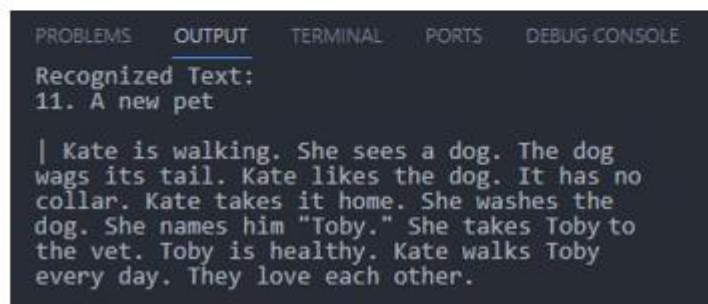 PROBLEMS OUTPUT TERMINAL PORTS DEBUG CONSOLE
Recognized Text:
11. A new pet
| Kate is walking. She sees a dog. The dog
wags its tail. Kate likes the dog. It has no
collar. Kate takes it home. She washes the
dog. She names him "Toby." She takes Toby to
the vet. Toby is healthy. Kate walks Toby
every day. They love each other.